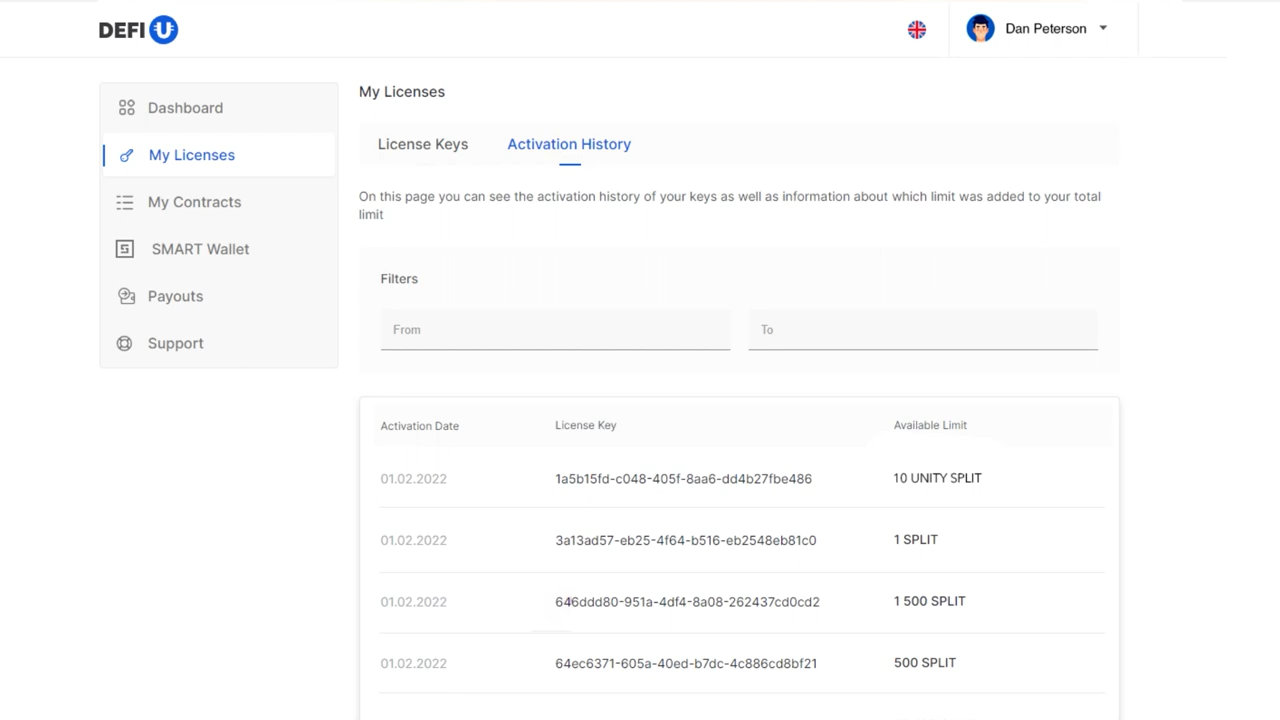 DEFI U
Dan Peterson
Dashboard
My Licenses
My Contracts
SMART Wallet
Payouts
Support
My Licenses
License Keys
Activation History
On this page you can see the activation history of your keys as well as information about which limit was added to your total
limit
Filters
From
To
Activation Date License Key Available Limit
01.02.2022 1a5b15fd-c048-405f-8aa6-dd4b27fbe486 10 UNITY SPLIT
01.02.2022 3a13ad57-eb25-4f64-b516-eb2548eb81c0 1 SPLIT
01.02.2022 646ddd80-951a-4df4-8a08-262437cd0cd2 1 500 SPLIT
01.02.2022 64ec6371-605a-40ed-b7dc-4c886cd8bf21 500 SPLIT